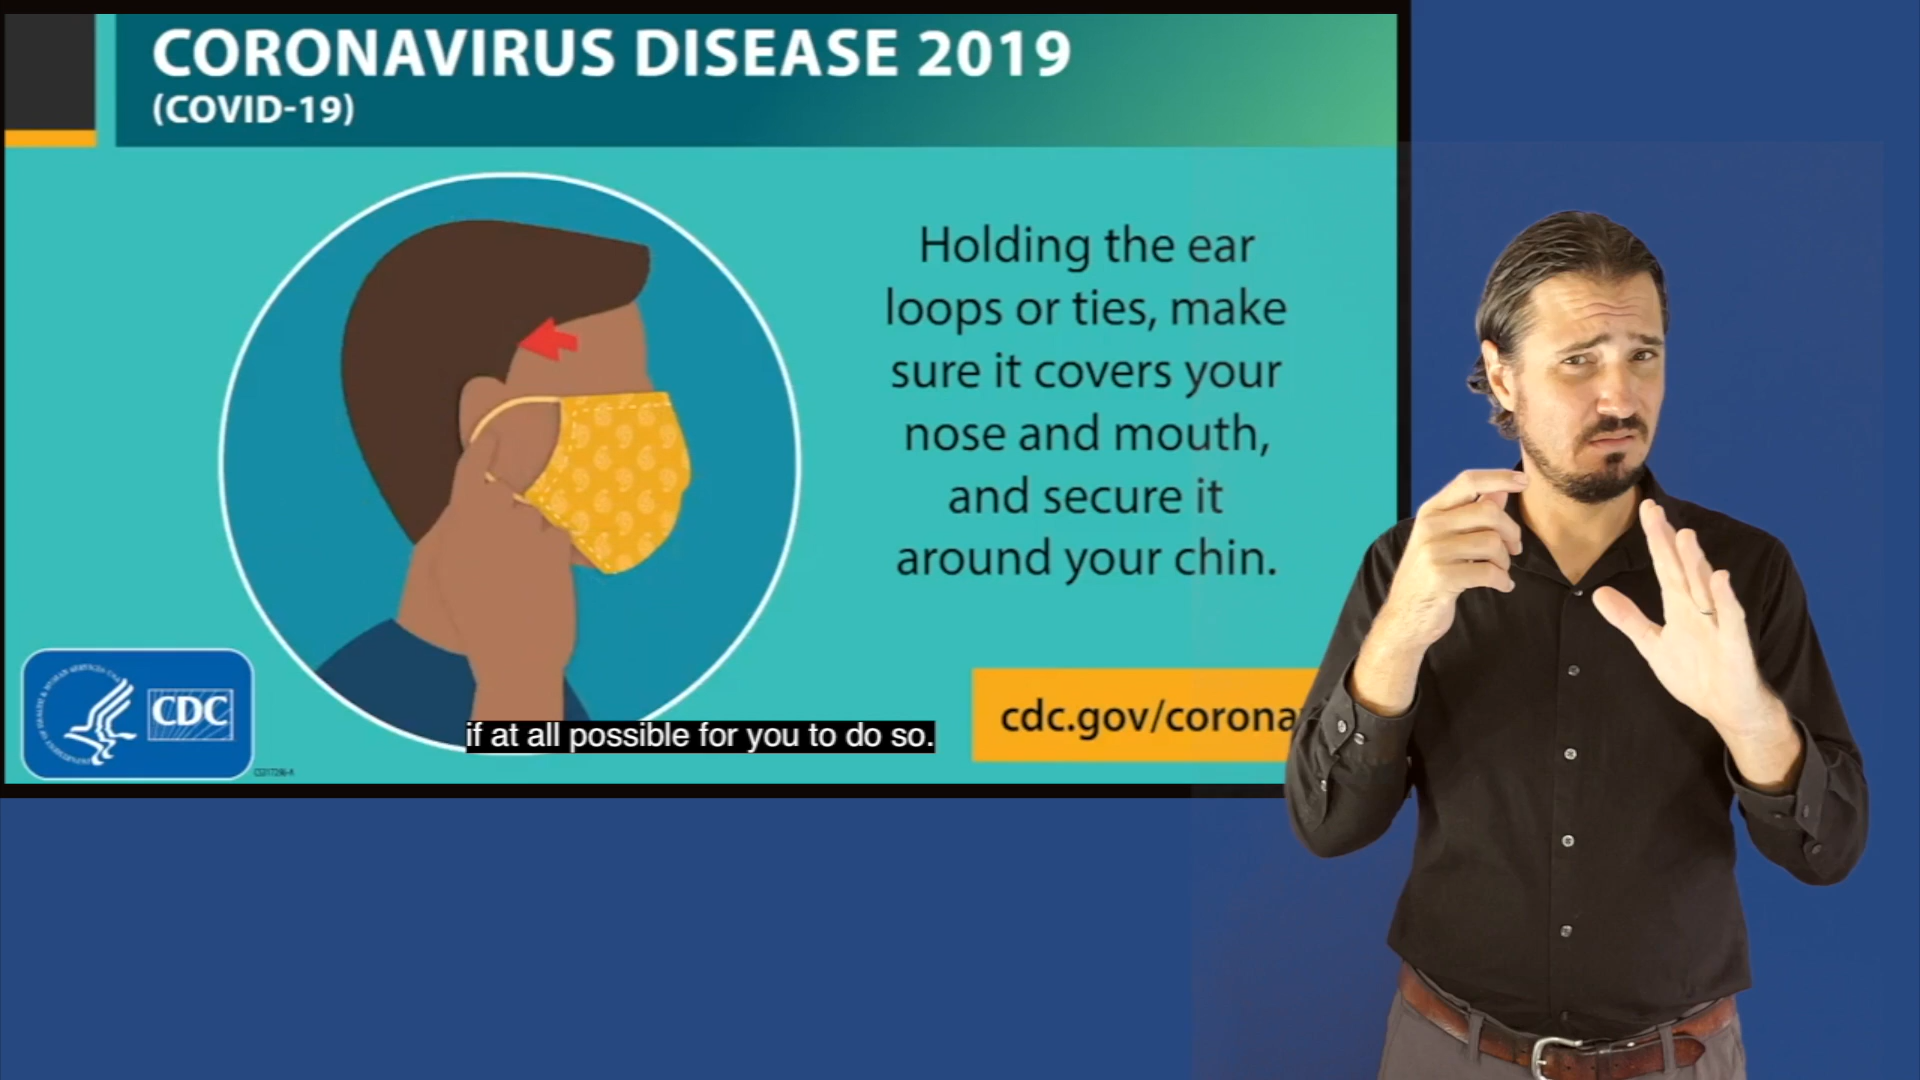 CORONAVIRUS DISEASE 2019
(COVID-19)
Holding the ear
loops or ties, make
sure it covers your
nose and mouth,
and secure it
around your chin.
CDC
cdc.gov/corona
if at all possible for you to do so.